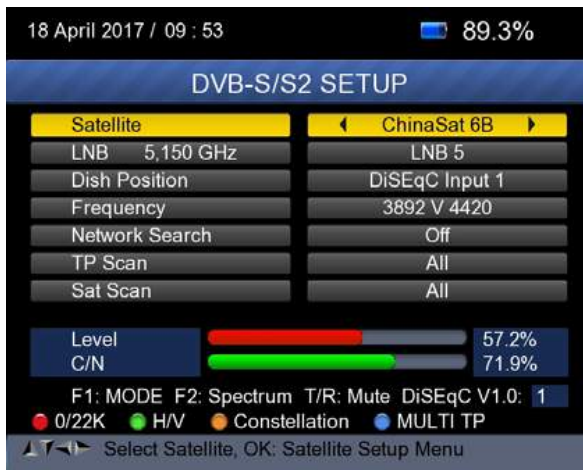 18 April 2017 / 09 : 53 89.3%
DVB-S/S2 SETUP
Satellite ChinaSat 6B
LNB 5,150 GHz LNB 5
Dish Position DiSEqC Input 1
Frequency 3892 V 4420
Network Search Off
TP Scan All
Sat Scan All
Level 57.2%
C/N 71.9%
F1: MODE F2: Spectrum T/R: Mute DiSEqC V1.0: 1
0/22K H/V Constellation MULTI TP
Select Satellite, OK: Satellite Setup Menu